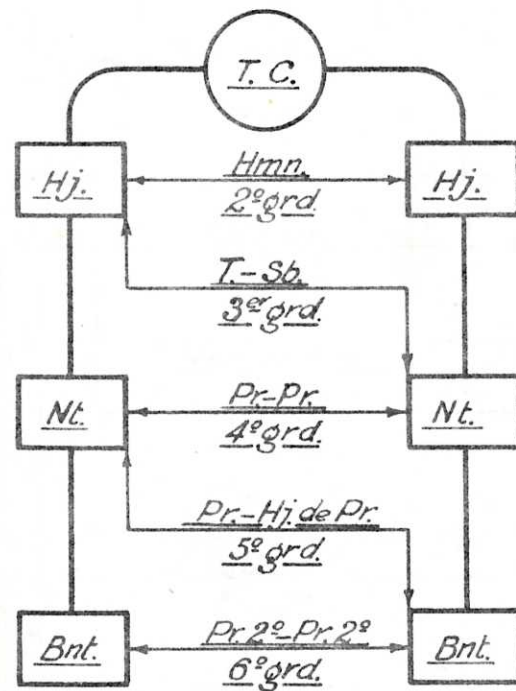 T. C.
Hj.
Hmn.
2º grd.
Hj.
T.-Sb.
3er grd.
Nt.
Pr.-Pr.
4º grd.
Nt.
Pr.-Hj. de Pr.
5º grd.
Bnt.
Pr. 2º-Pr. 2º
6º grd.
Bnt.